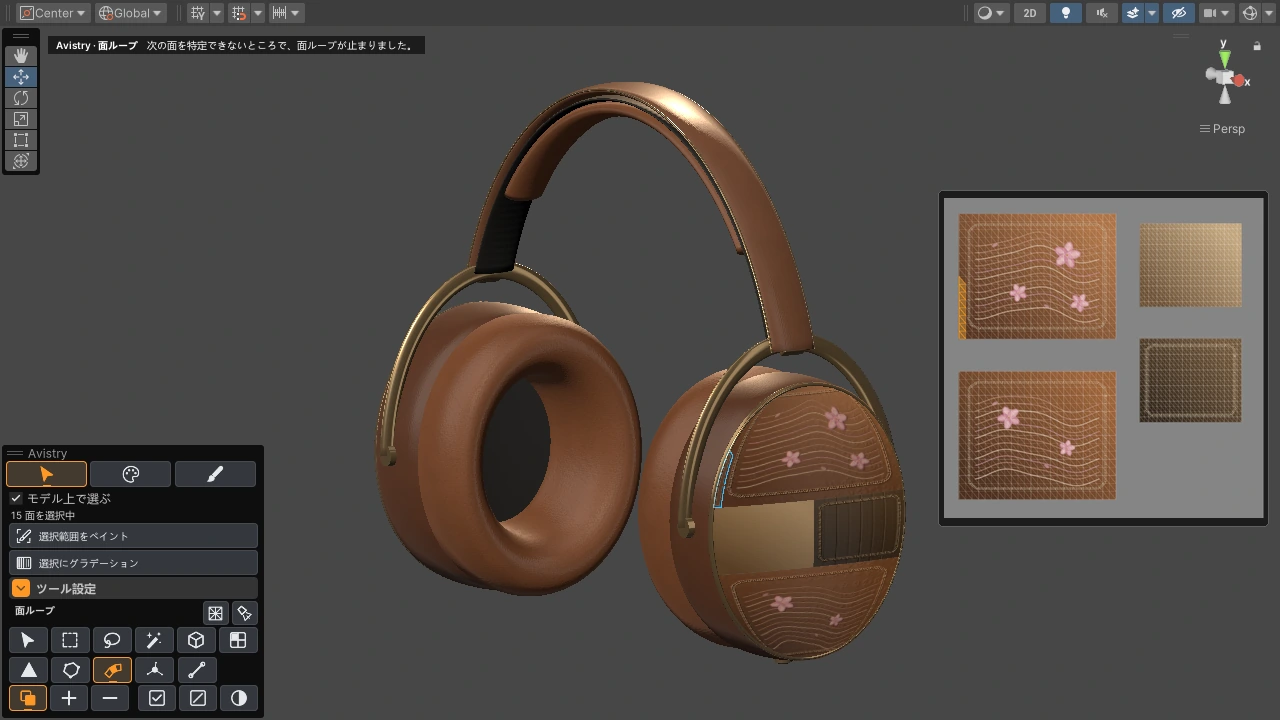 Center
Global
2D
Avistry · 面ループ 次の面を特定できないところで、面ループが止まりました。
y
x
Persp
Avistry
モデル上で選ぶ
15 面を選択中
選択範囲をペイント
選択にグラデーション
ツール設定
面ループ